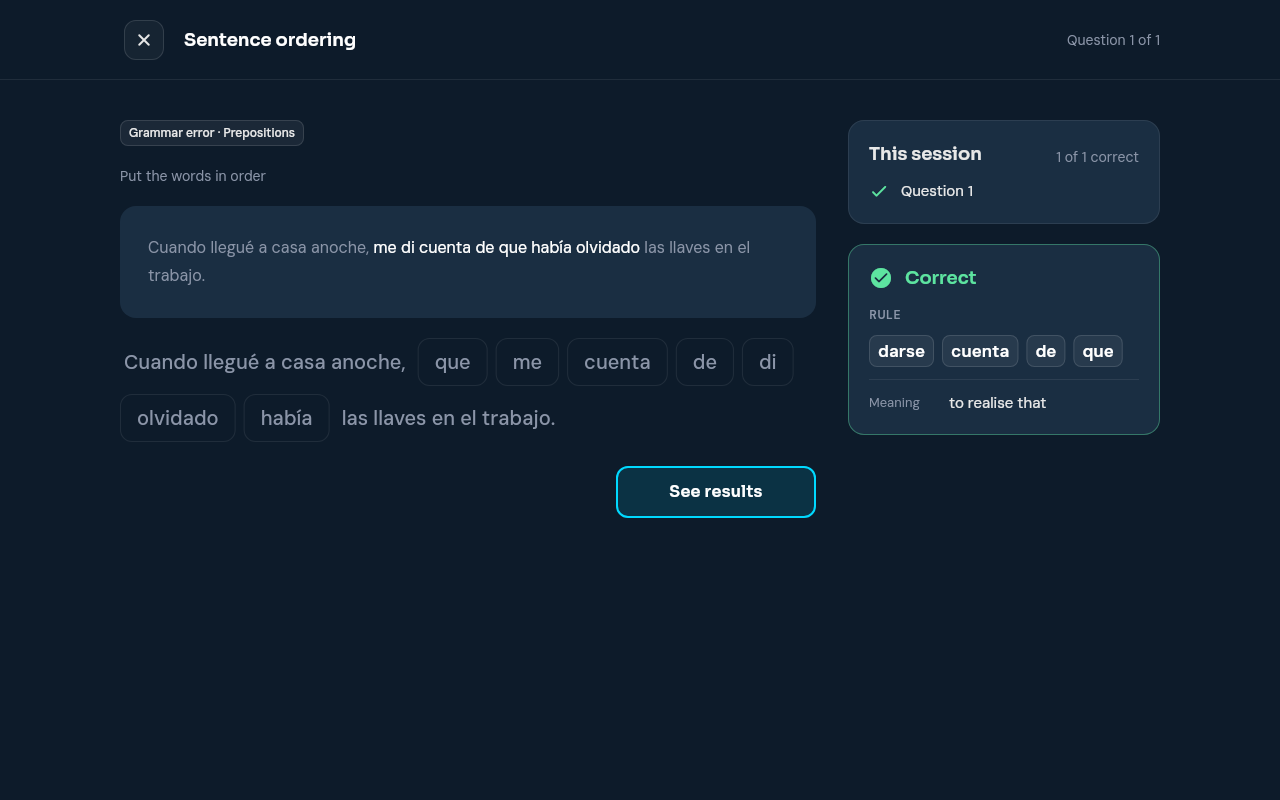 Sentence ordering
Question 1 of 1
Grammar error · Prepositions
Put the words in order
Cuando llegué a casa anoche, me di cuenta de que había olvidado las llaves en el
trabajo.
Cuando llegué a casa anoche, que me cuenta de di
olvidado había las llaves en el trabajo.
See results
This session
1 of 1 correct
Question 1
Correct
RULE
darse cuenta de que
Meaning to realise that